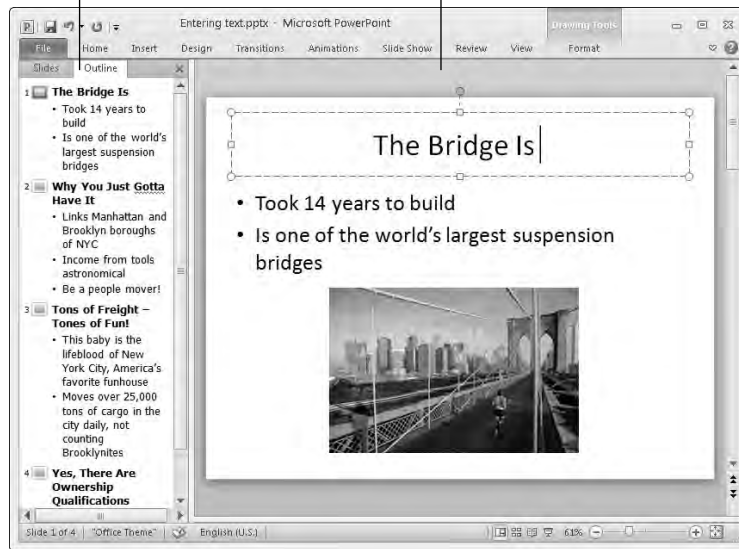 Entering text.pptx - Microsoft PowerPoint
Drawing Tools
File Home Insert Design Transitions Animations Slide Show Review View Format
Slides Outline
1 The Bridge Is
• Took 14 years to
build
• Is one of the world's
largest suspension
bridges
2 Why You Just Gotta
Have It
• Links Manhattan and
Brooklyn boroughs
of NYC
• Income from tools
astronomical
• Be a people mover!
3 Tons of Freight –
Tones of Fun!
• This baby is the
lifeblood of New
York City, America's
favorite funhouse
• Moves over 25,000
tons of cargo in the
city daily, not
counting
Brooklynites
4 Yes, There Are
Ownership
Qualifications
The Bridge Is
• Took 14 years to build
• Is one of the world's largest suspension
bridges
Slide 1 of 4 "Office Theme" English (U.S.) 61%